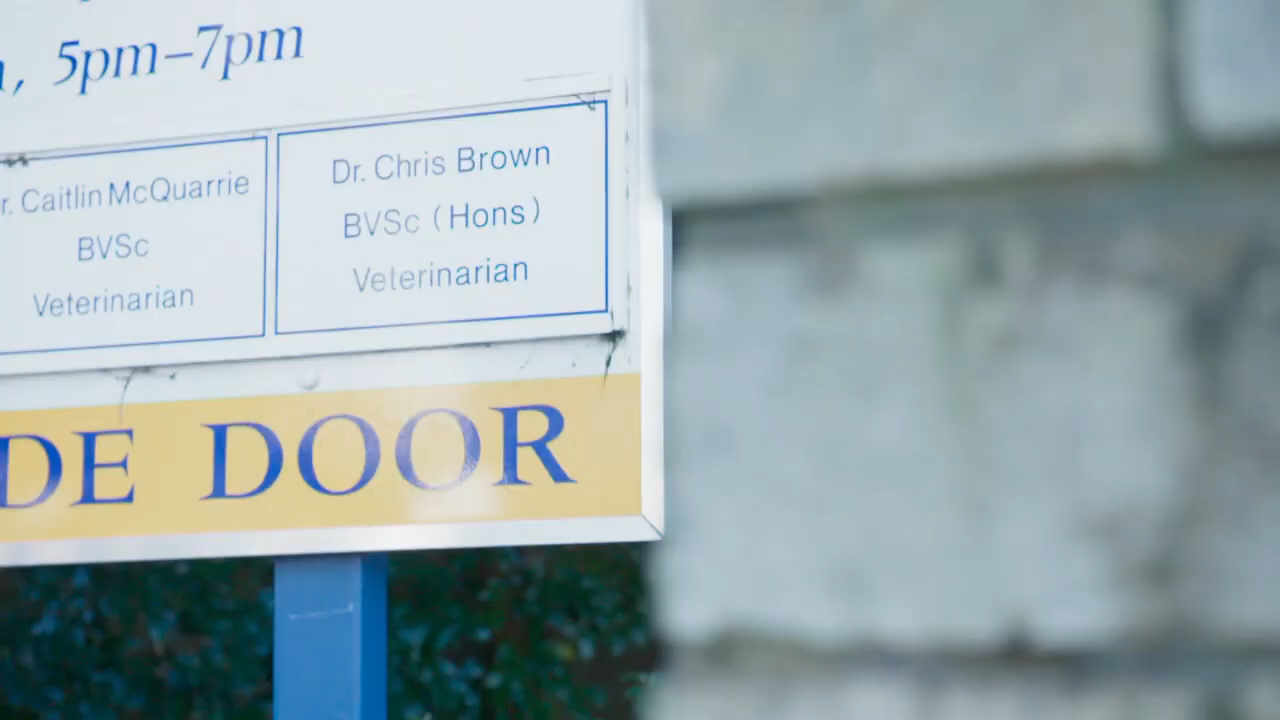 , 5pm–7pm
Dr. Chris Brown
r. Caitlin McQuarrie
BVSc (Hons)
BVSc
Veterinarian
Veterinarian
DE DOOR